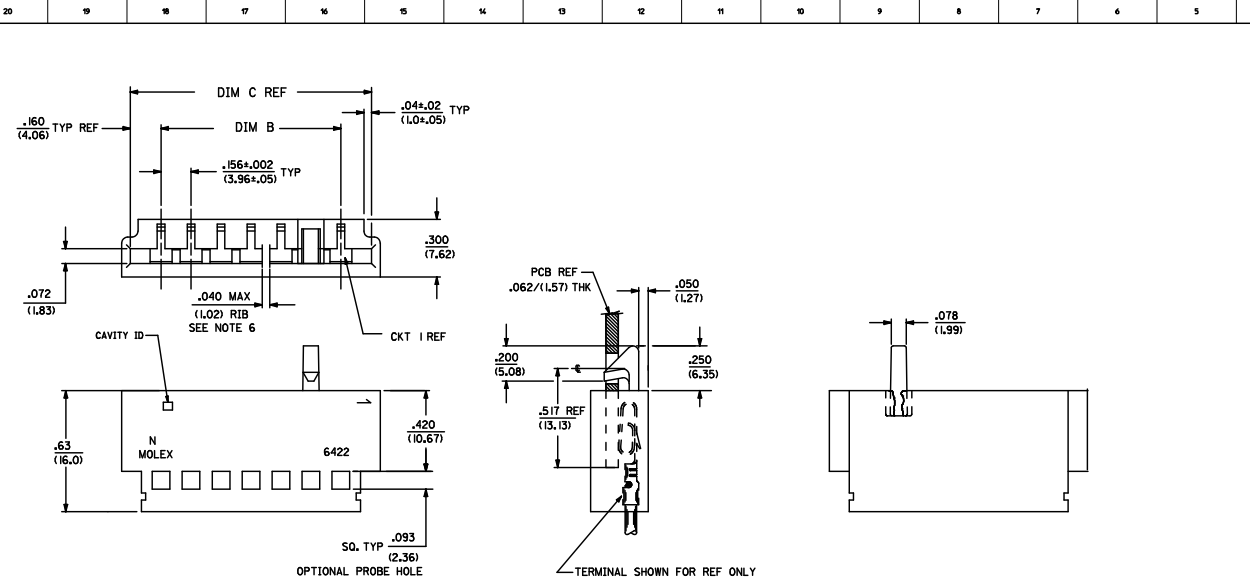 20 19 18 17 16 15 14 13 12 11 10 9 8 7 6 5
DIM C REF
.04±.02 TYP
(1.0±.05)
.160 TYP REF
(4.06)
DIM B
.156±.002 TYP
(3.96±.05)
.300
(7.62)
.072
(1.83)
.040 MAX
(1.02) RIB
SEE NOTE 6
CKT 1 REF
CAVITY ID
PCB REF
.062/(1.57) THK
.050
(1.27)
.078
(1.99)
.200
(5.08)
.250
(6.35)
.517 REF
(13.13)
1
.420
(10.67)
.63
(16.0)
N
MOLEX
6422
SQ. TYP .093
(2.36)
OPTIONAL PROBE HOLE
TERMINAL SHOWN FOR REF ONLY